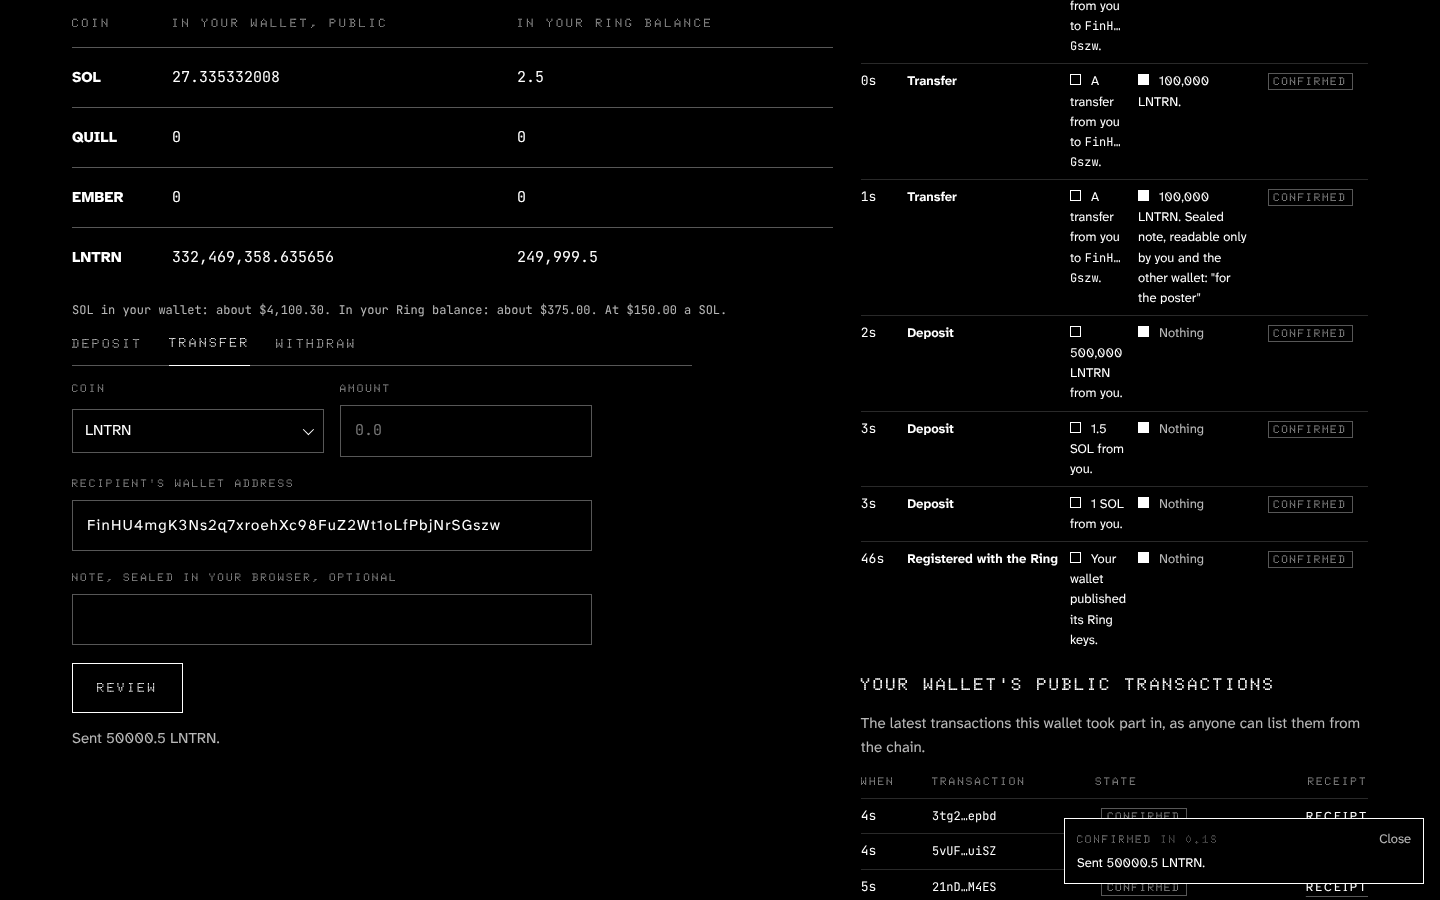 COIN IN YOUR WALLET, PUBLIC IN YOUR RING BALANCE
SOL 27.335332008 2.5
QUILL 0 0
EMBER 0 0
LNTRN 332,469,358.635656 249,999.5
SOL in your wallet: about $4,100.30. In your Ring balance: about $375.00. At $150.00 a SOL.
DEPOSIT TRANSFER WITHDRAW
COIN AMOUNT
LNTRN 0.0
RECIPIENT'S WALLET ADDRESS
FinHU4mgK3Ns2q7xroehXc98FuZ2Wt1oLfPbjNrSGszw
NOTE, SEALED IN YOUR BROWSER, OPTIONAL
REVIEW
Sent 50000.5 LNTRN.
from you
to FinH…
Gszw.
0s Transfer A 100,000 CONFIRMED
transfer LNTRN.
from you
to FinH…
Gszw.
1s Transfer A 100,000 CONFIRMED
transfer LNTRN. Sealed
from you note, readable only
to FinH… by you and the
Gszw. other wallet: "for
the poster"
2s Deposit Nothing CONFIRMED
500,000
LNTRN
from you.
3s Deposit 1.5 Nothing CONFIRMED
SOL from
you.
3s Deposit 1 SOL Nothing CONFIRMED
from you.
46s Registered with the Ring Your Nothing CONFIRMED
wallet
published
its Ring
keys.
YOUR WALLET'S PUBLIC TRANSACTIONS
The latest transactions this wallet took part in, as anyone can list them from
the chain.
WHEN TRANSACTION STATE RECEIPT
4s 3tg2…epbd CONFIRMED RECEIPT
4s 5vUF…uiSZ
5s 21nD…M4ES CONFIRMED RECEIPT
CONFIRMED IN 0.1S Close
Sent 50000.5 LNTRN.